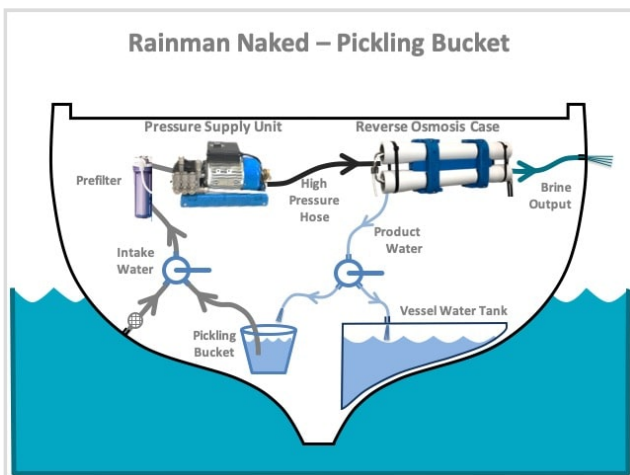 Rainman Naked – Pickling Bucket
Pressure Supply Unit
Reverse Osmosis Case
Prefilter
High
Pressure
Hose
Brine
Output
Product
Water
Intake
Water
Vessel Water Tank
Pickling
Bucket